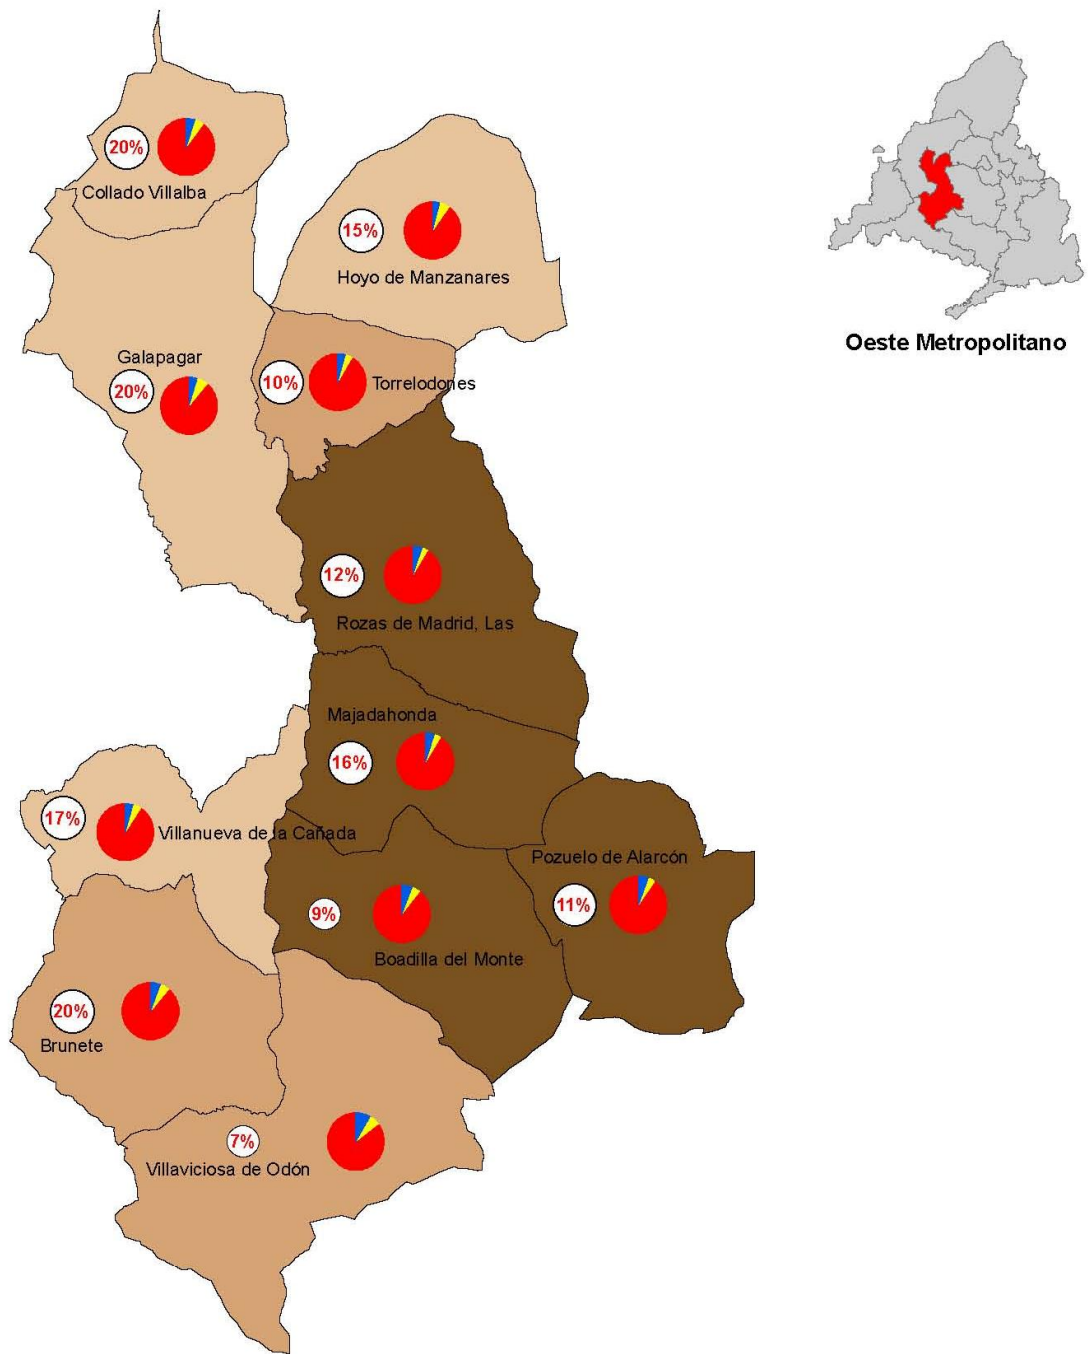 20%
Collado Villalba
15%
Hoyo de Manzanares
Oeste Metropolitano
Galapagar
20%
10%
Torrelodones
12%
Rozas de Madrid, Las
Majadahonda
16%
17%
Villanueva de la Cañada
Pozuelo de Alarcón
11%
9%
Boadilla del Monte
20%
Brunete
7%
Villaviciosa de Odón